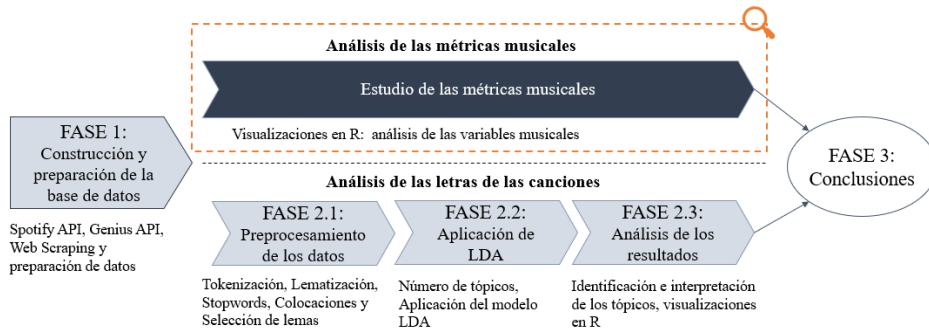 Análisis de las métricas musicales
Estudio de las métricas musicales
Visualizaciones en R: análisis de las variables musicales
FASE 1:
Construcción y
preparación de la
base de datos
Spotify API, Genius API,
Web Scraping y
preparación de datos
Análisis de las letras de las canciones
FASE 2.1:
Preprocesamiento
de los datos
Tokenización, Lematización,
Stopwords, Colocaciones y
Selección de lemas
FASE 2.2:
Aplicación de
LDA
Número de tópicos,
Aplicación del modelo
LDA
FASE 2.3:
Análisis de los
resultados
Identificación e interpretación
de los tópicos, visualizaciones
en R
FASE 3:
Conclusiones